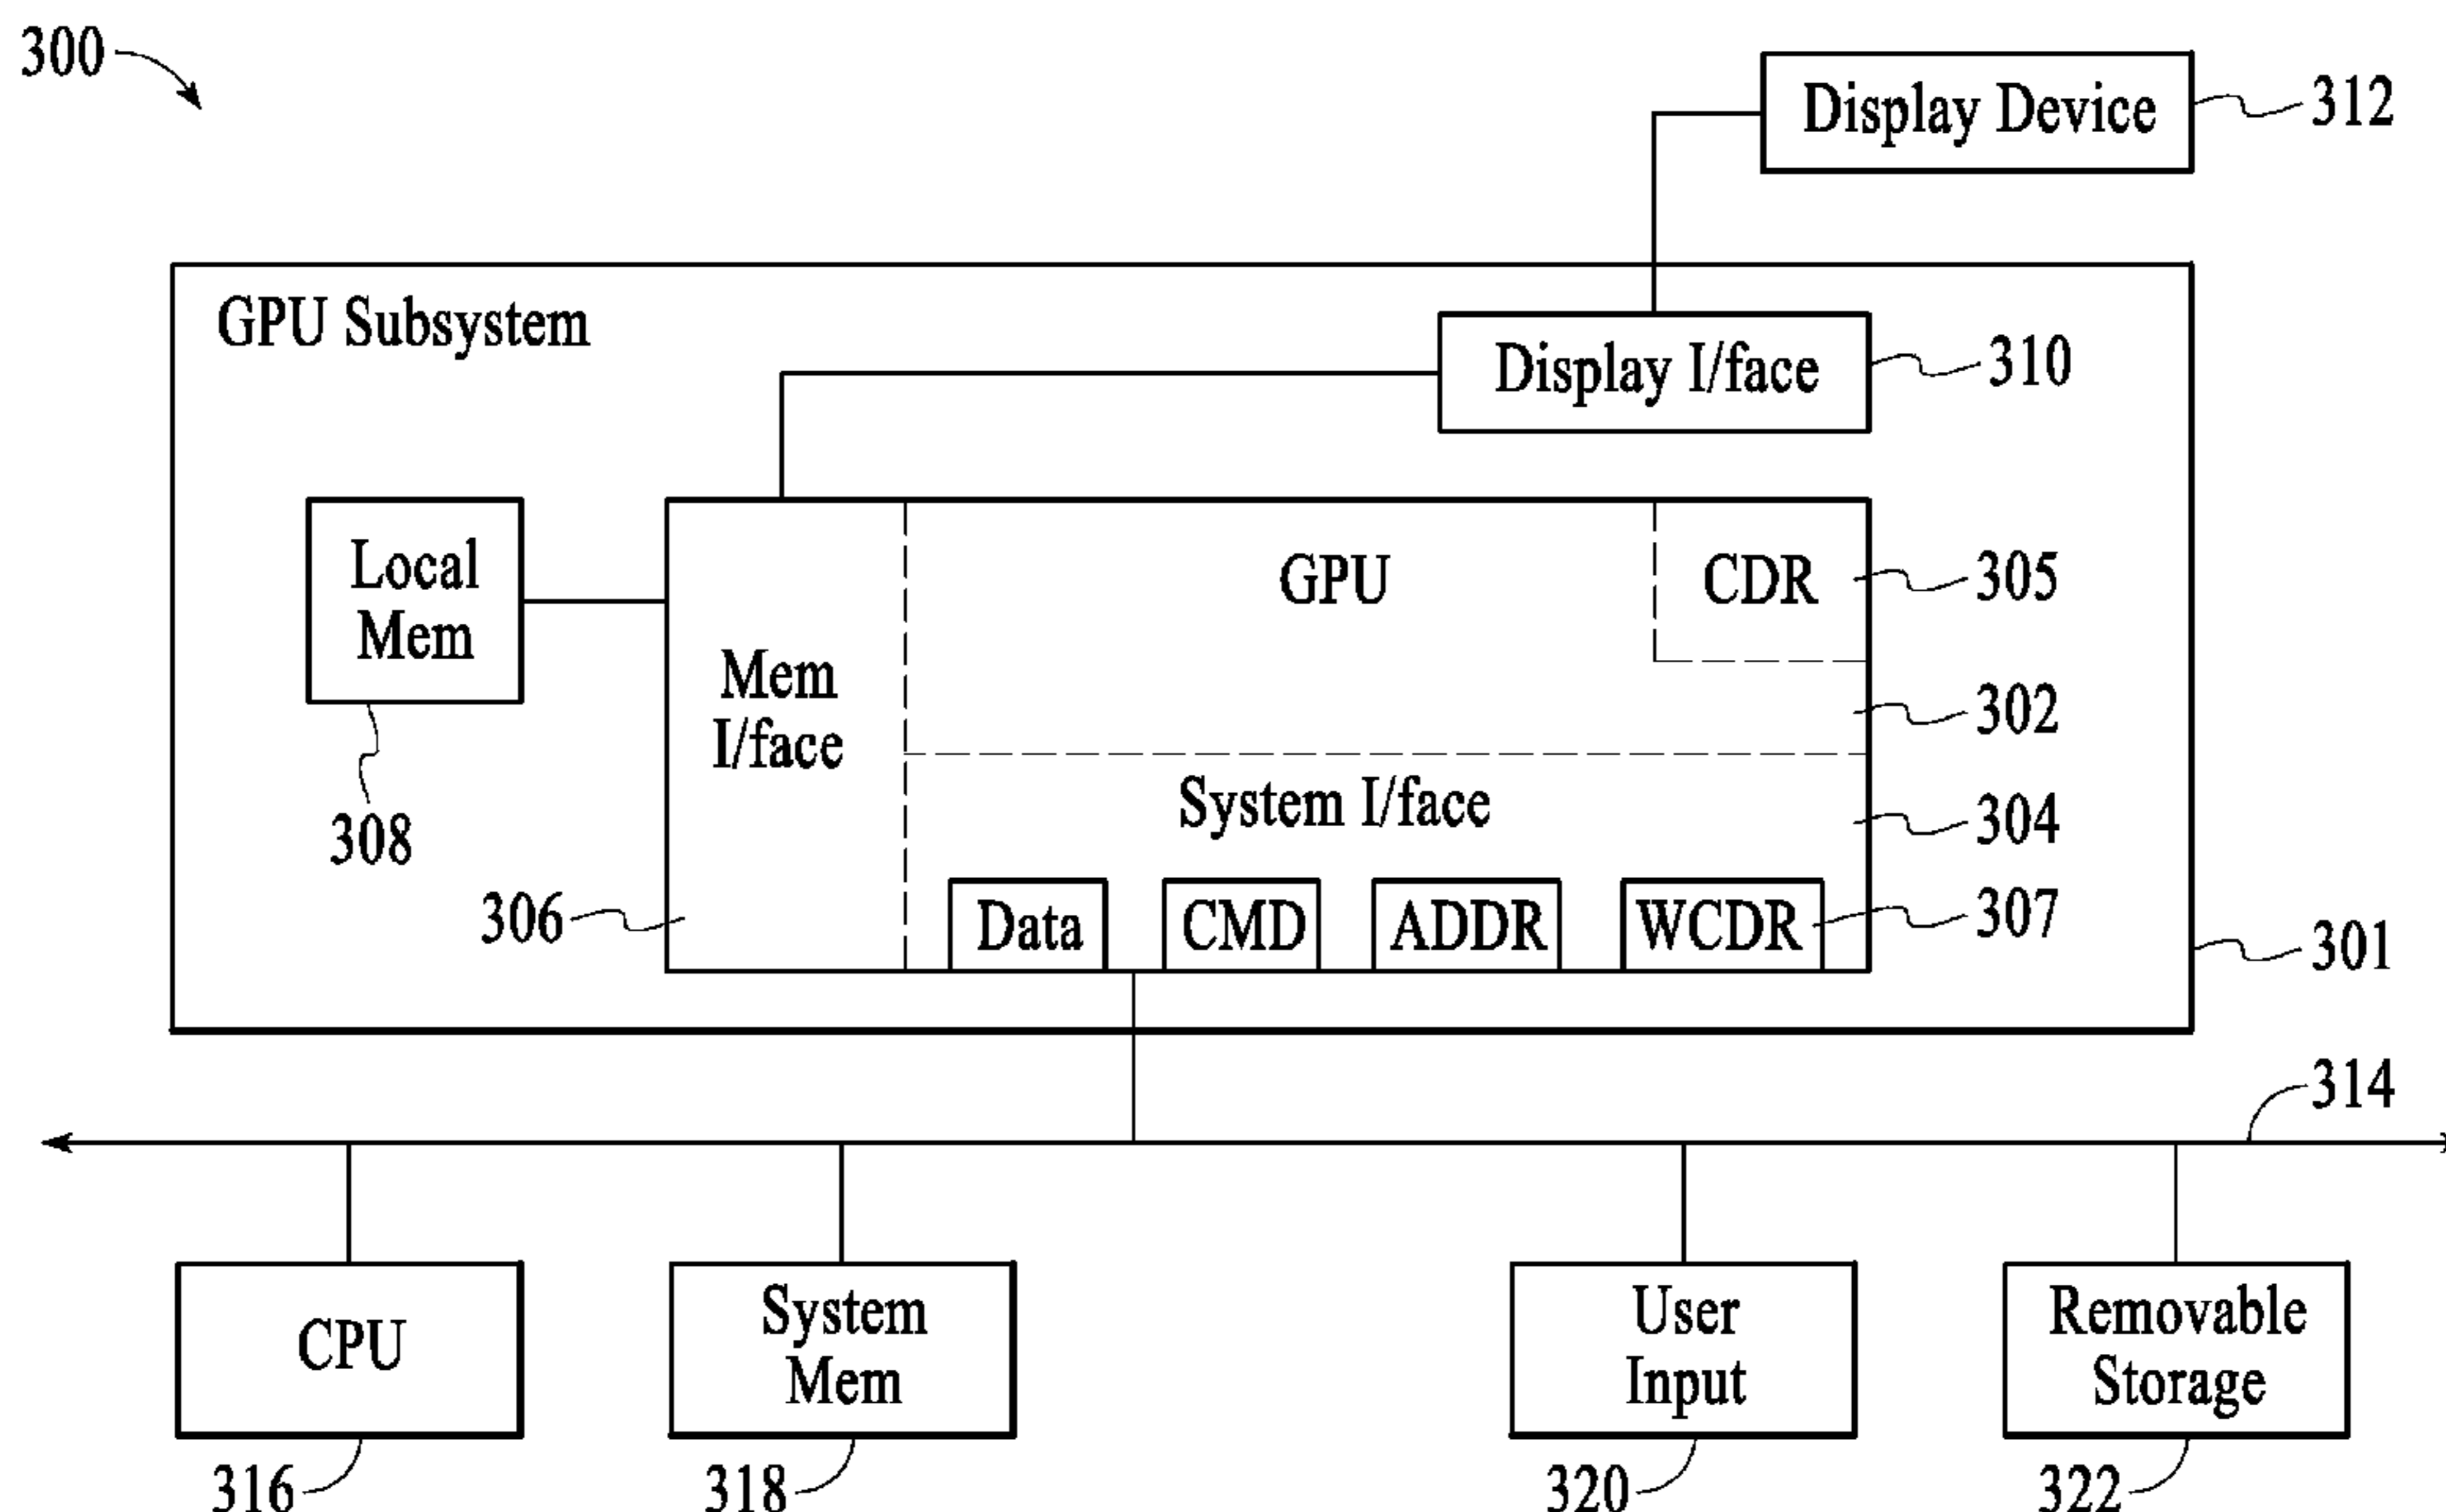 300
Display Device
312
GPU Subsystem
Display I/face
310
Local
Mem
308
Mem
I/face
306
GPU
CDR
305
302
System I/face
304
Data
CMD
ADDR
WCDR
307
301
314
CPU
316
System
Mem
318
User
Input
320
Removable
Storage
322